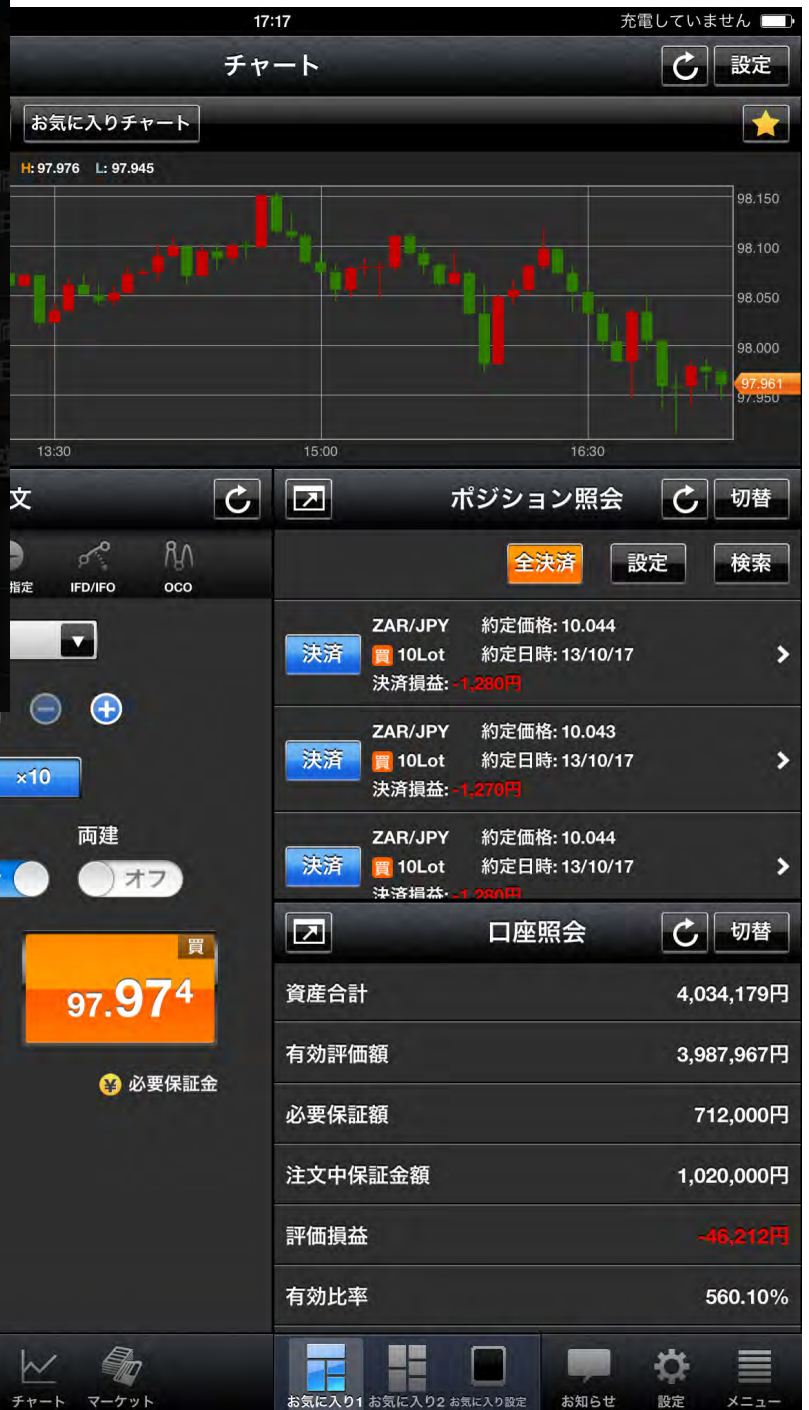 17:17
充電していません
チャート
設定
お気に入りチャート
H: 97.976 L: 97.945
98.150
98.100
98.050
98.000
97.961
97.950
13:30 15:00 16:30
文
指定 IFD/IFO OCO
×10
両建
オフ
買
97.974
必要保証金
ポジション照会
切替
全決済 設定 検索
ZAR/JPY 約定価格: 10.044
決済 買 10Lot 約定日時: 13/10/17
決済損益: -1,280円
ZAR/JPY 約定価格: 10.043
決済 買 10Lot 約定日時: 13/10/17
決済損益: -1,270円
ZAR/JPY 約定価格: 10.044
決済 買 10Lot 約定日時: 13/10/17
決済損益: -1,280円
口座照会
切替
資産合計 4,034,179円
有効評価額 3,987,967円
必要保証額 712,000円
注文中保証金額 1,020,000円
評価損益 -46,212円
有効比率 560.10%
チャート マーケット お気に入り1 お気に入り2 お気に入り設定 お知らせ 設定 メニュー